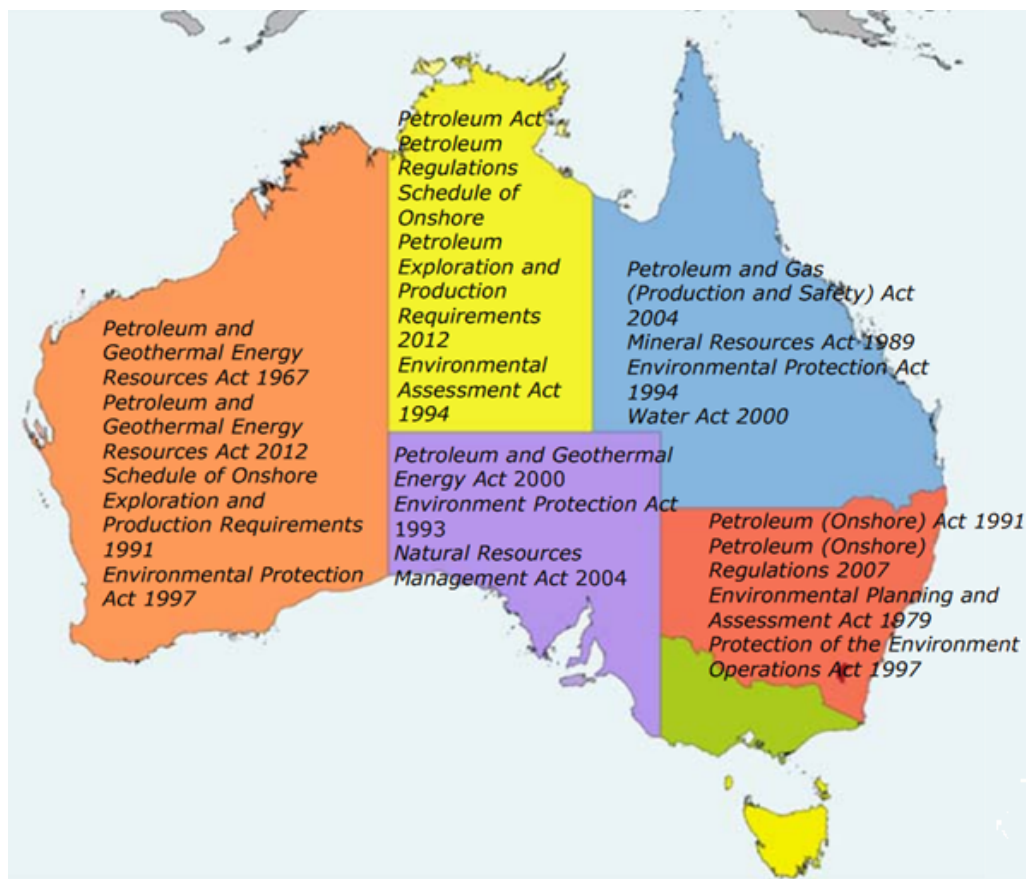 Petroleum Act
Petroleum
Regulations
Schedule of
Onshore
Petroleum
Exploration and
Production
Requirements
2012
Environmental
Assessment Act
1994
Petroleum and Gas
(Production and Safety) Act
2004
Mineral Resources Act 1989
Environmental Protection Act
1994
Water Act 2000
Petroleum and
Geothermal Energy
Resources Act 1967
Petroleum and
Geothermal Energy
Resources Act 2012
Schedule of Onshore
Exploration and
Production Requirements
1991
Environmental Protection
Act 1997
Petroleum and Geothermal
Energy Act 2000
Environment Protection Act
1993
Natural Resources
Management Act 2004
Petroleum (Onshore) Act 1991
Petroleum (Onshore)
Regulations 2007
Environmental Planning and
Assessment Act 1979
Protection of the Environment
Operations Act 1997